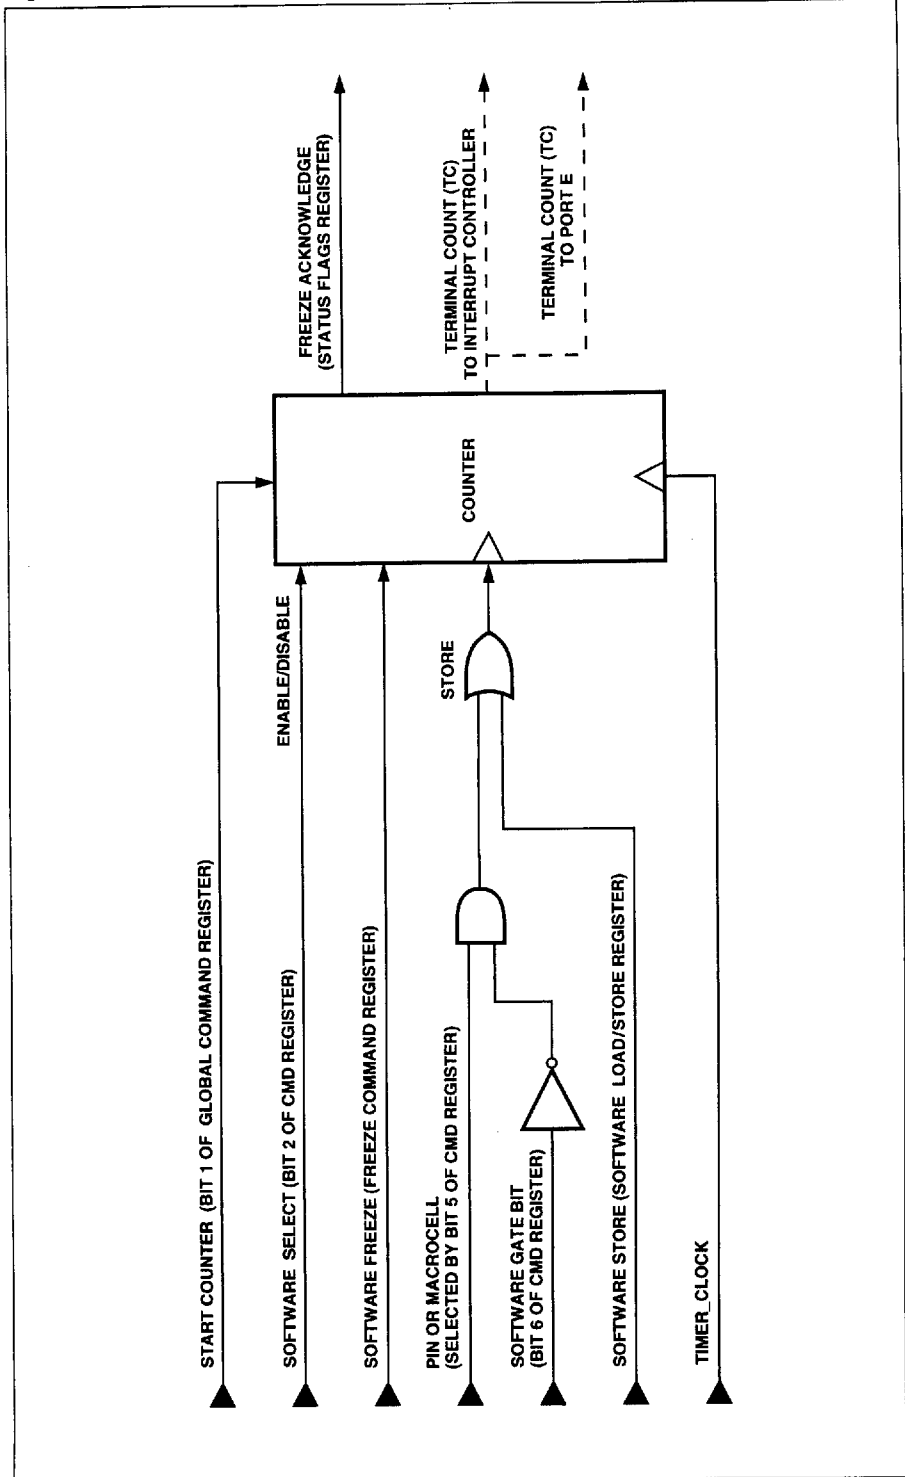 START COUNTER (BIT 1 OF GLOBAL COMMAND REGISTER)
SOFTWARE SELECT (BIT 2 OF CMD REGISTER)
ENABLE/DISABLE
SOFTWARE FREEZE (FREEZE COMMAND REGISTER)
PIN OR MACROCELL
(SELECTED BY BIT 5 OF CMD REGISTER)
SOFTWARE GATE BIT
(BIT 6 OF CMD REGISTER)
SOFTWARE STORE (SOFTWARE LOAD/STORE REGISTER)
TIMER_CLOCK
STORE
COUNTER
FREEZE ACKNOWLEDGE
(STATUS FLAGS REGISTER)
TERMINAL COUNT (TC)
TO INTERRUPT CONTROLLER
TERMINAL COUNT (TC)
TO PORT E